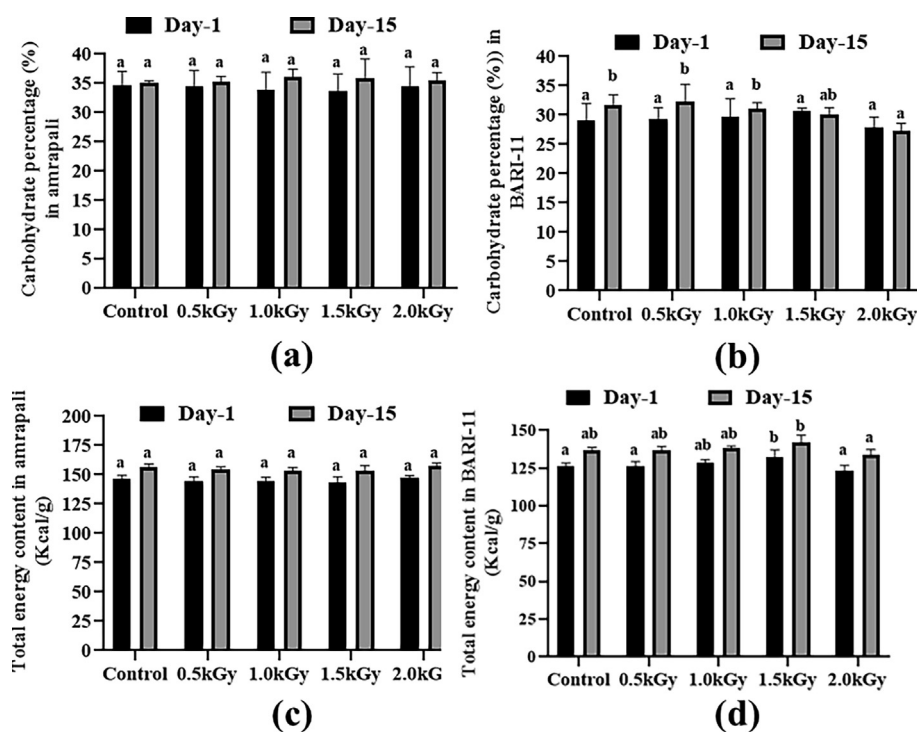 Day-1 Day-15
Carbohydrate percentage (%)
in amrapali
40
35
30
25
20
15
10
5
0
a a a a a a a a a a
Control 0.5kGy 1.0kGy 1.5kGy 2.0kGy
(a)
Day-1 Day-15
Carbohydrate percentage (%)) in
BARI-11
40
35
30
25
20
15
10
5
0
a b a b a b a ab a a
Control 0.5kGy 1.0kGy 1.5kGy 2.0kGy
(b)
Day-1 Day-15
Total energy content in amrapali
(Kcal/g)
200
175
150
125
100
75
50
25
0
a a a a a a a a a a
Control 0.5kGy 1.0kGy 1.5kGy 2.0kG
(c)
Day-1 Day-15
Total energy content in BARI-11
(Kcal/g)
150
125
100
75
50
25
0
a ab a ab ab ab b b a a
Control 0.5kGy 1.0kGy 1.5kGy 2.0kGy
(d)